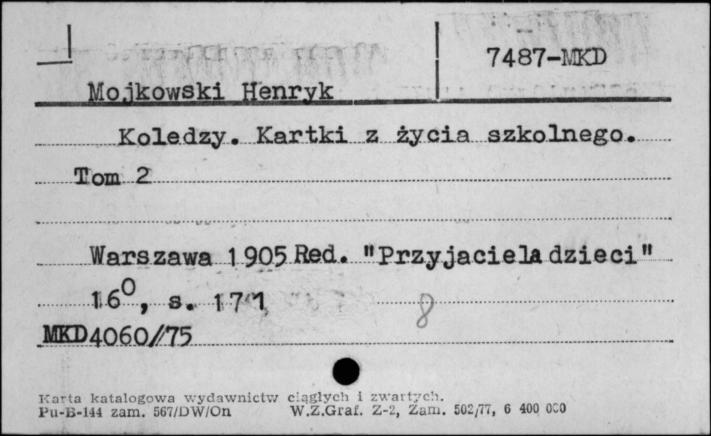 7487-MKD
Mojkowski Henryk
Koledzy. Kartki z życia szkolnego.
Tom 2
Warszawa 1905 Red. "Przyjaciela dzieci"
16⁰, s. 171
8
MKD4060/75
Karta katalogowa wydawnictw ciągłych i zwartych.
Pu-B-144 zam. 567/DW/On W.Z.Graf. Z-2, Zam. 502/77, 6 400 000